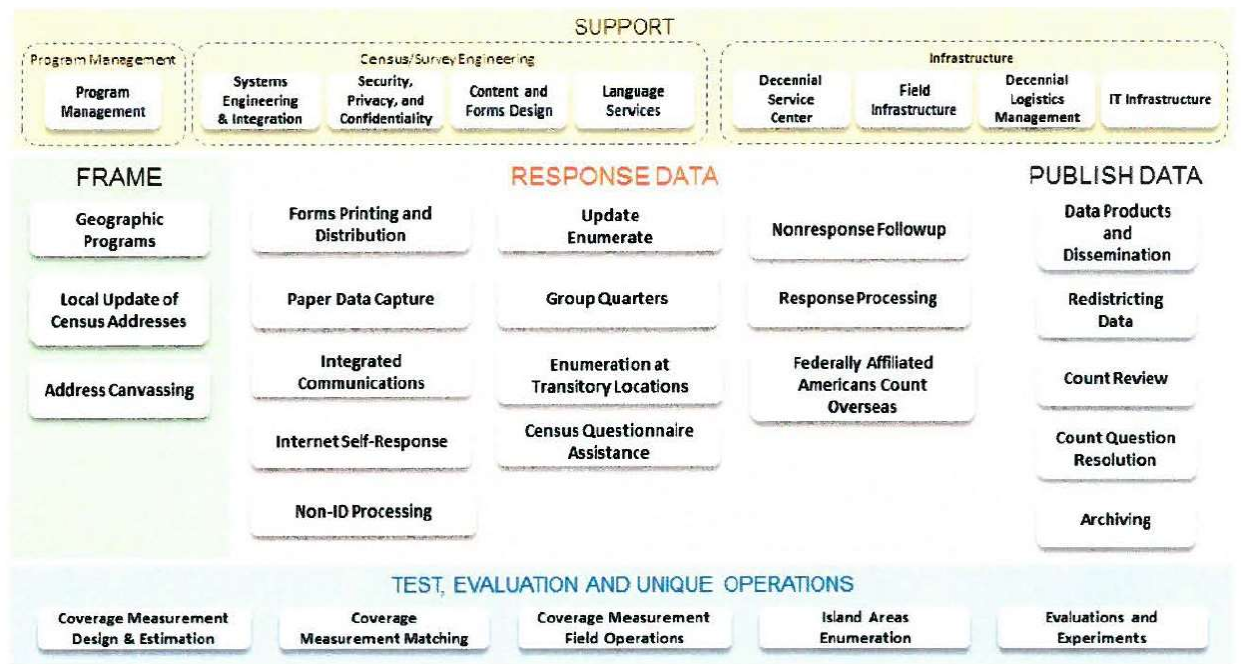 SUPPORT
Program Management
Program
Management
Census/Survey Engineering
Systems
Engineering
& Integration
Security,
Privacy, and
Confidentiality
Content and
Forms Design
Language
Services
Infrastructure
Decennial
Service
Center
Field
Infrastructure
Decennial
Logistics
Management
IT Infrastructure
FRAME
Geographic
Programs
Local Update of
Census Addresses
Address Canvassing
RESPONSE DATA
Forms Printing and
Distribution
Paper Data Capture
Integrated
Communications
Internet Self-Response
Non-ID Processing
Update
Enumerate
Group Quarters
Enumeration at
Transitory Locations
Census Questionnaire
Assistance
Nonresponse Followup
Response Processing
Federally Affiliated
Americans Count
Overseas
PUBLISH DATA
Data Products
and
Dissemination
Redistricting
Data
Count Review
Count Question
Resolution
Archiving
TEST, EVALUATION AND UNIQUE OPERATIONS
Coverage Measurement
Design & Estimation
Coverage
Measurement Matching
Coverage Measurement
Field Operations
Island Areas
Enumeration
Evaluations and
Experiments